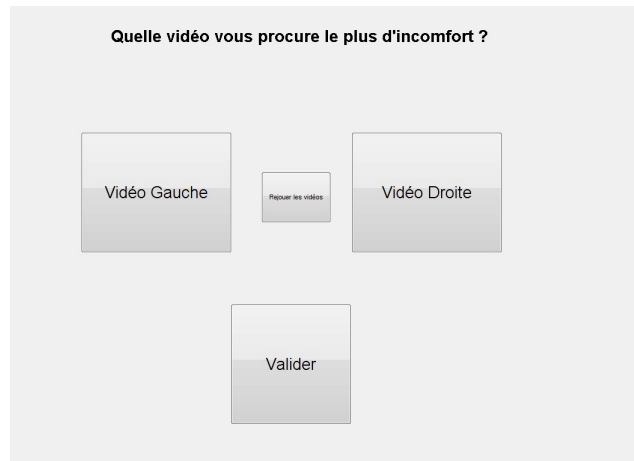 Quelle vidéo vous procure le plus d'incomfort ?
Vidéo Gauche
Rejouer les vidéos
Vidéo Droite
Valider